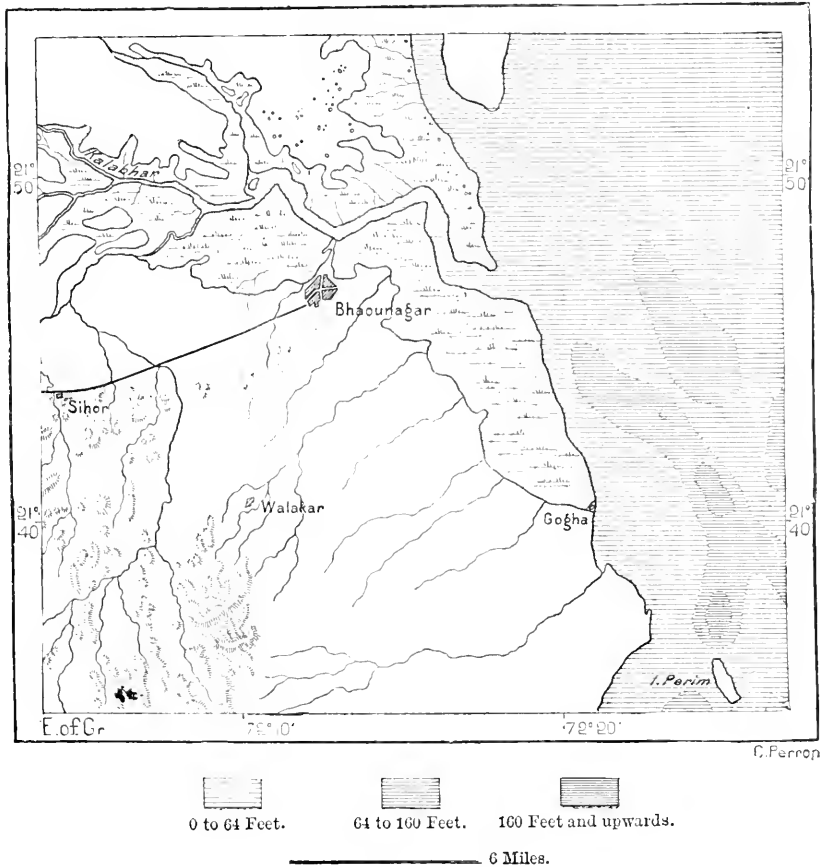 21°
50'
Kalabhar
21°
50'
Bhaounagar
Sihor
Walakar
Gogha
21°
40'
21°
40'
I. Perim
E. of. Gr
72°10'
72°20'
C. Perron
0 to 64 Feet.
64 to 160 Feet.
160 Feet and upwards.
6 Miles.